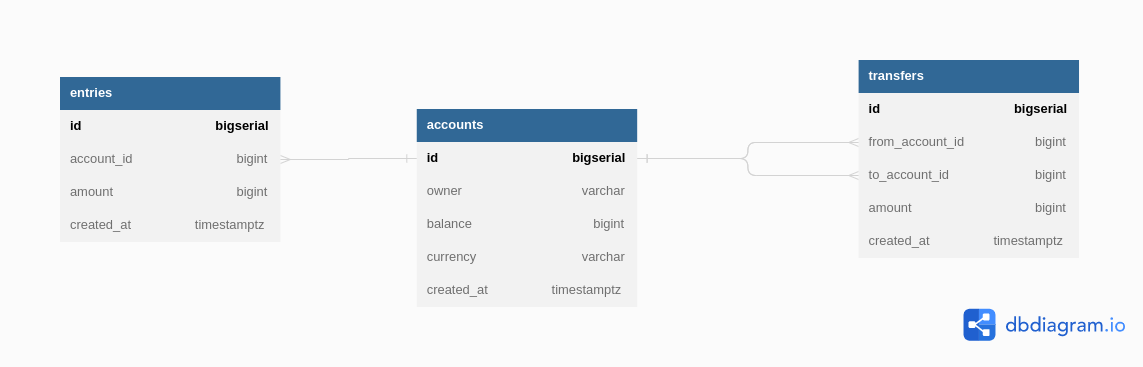 entries
id bigserial
account_id bigint
amount bigint
created_at timestamptz
accounts
id bigserial
owner varchar
balance bigint
currency varchar
created_at timestamptz
transfers
id bigserial
from_account_id bigint
to_account_id bigint
amount bigint
created_at timestamptz
dbdiagram.io